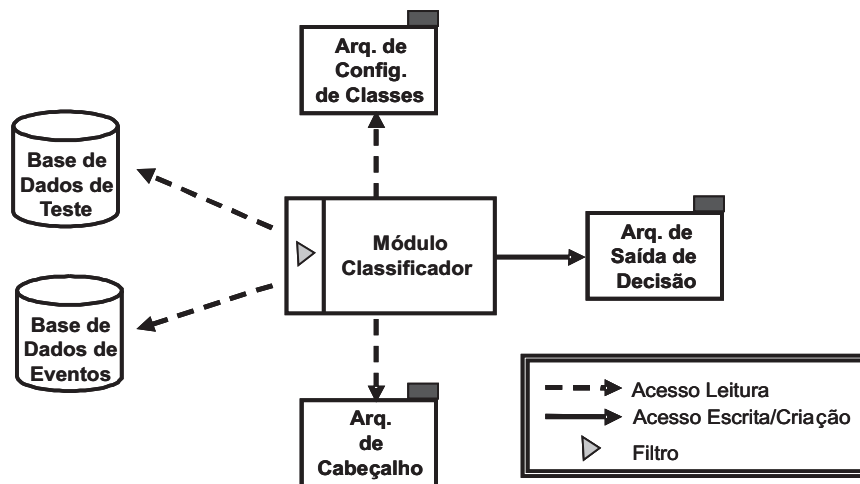 Arq. de
Config.
de Classes
Base de
Dados de
Teste
Módulo
Classificador
Arq. de
Saída de
Decisão
Base de
Dados de
Eventos
Arq.
de
Cabeçalho
Acesso Leitura
Acesso Escrita/Criação
Filtro